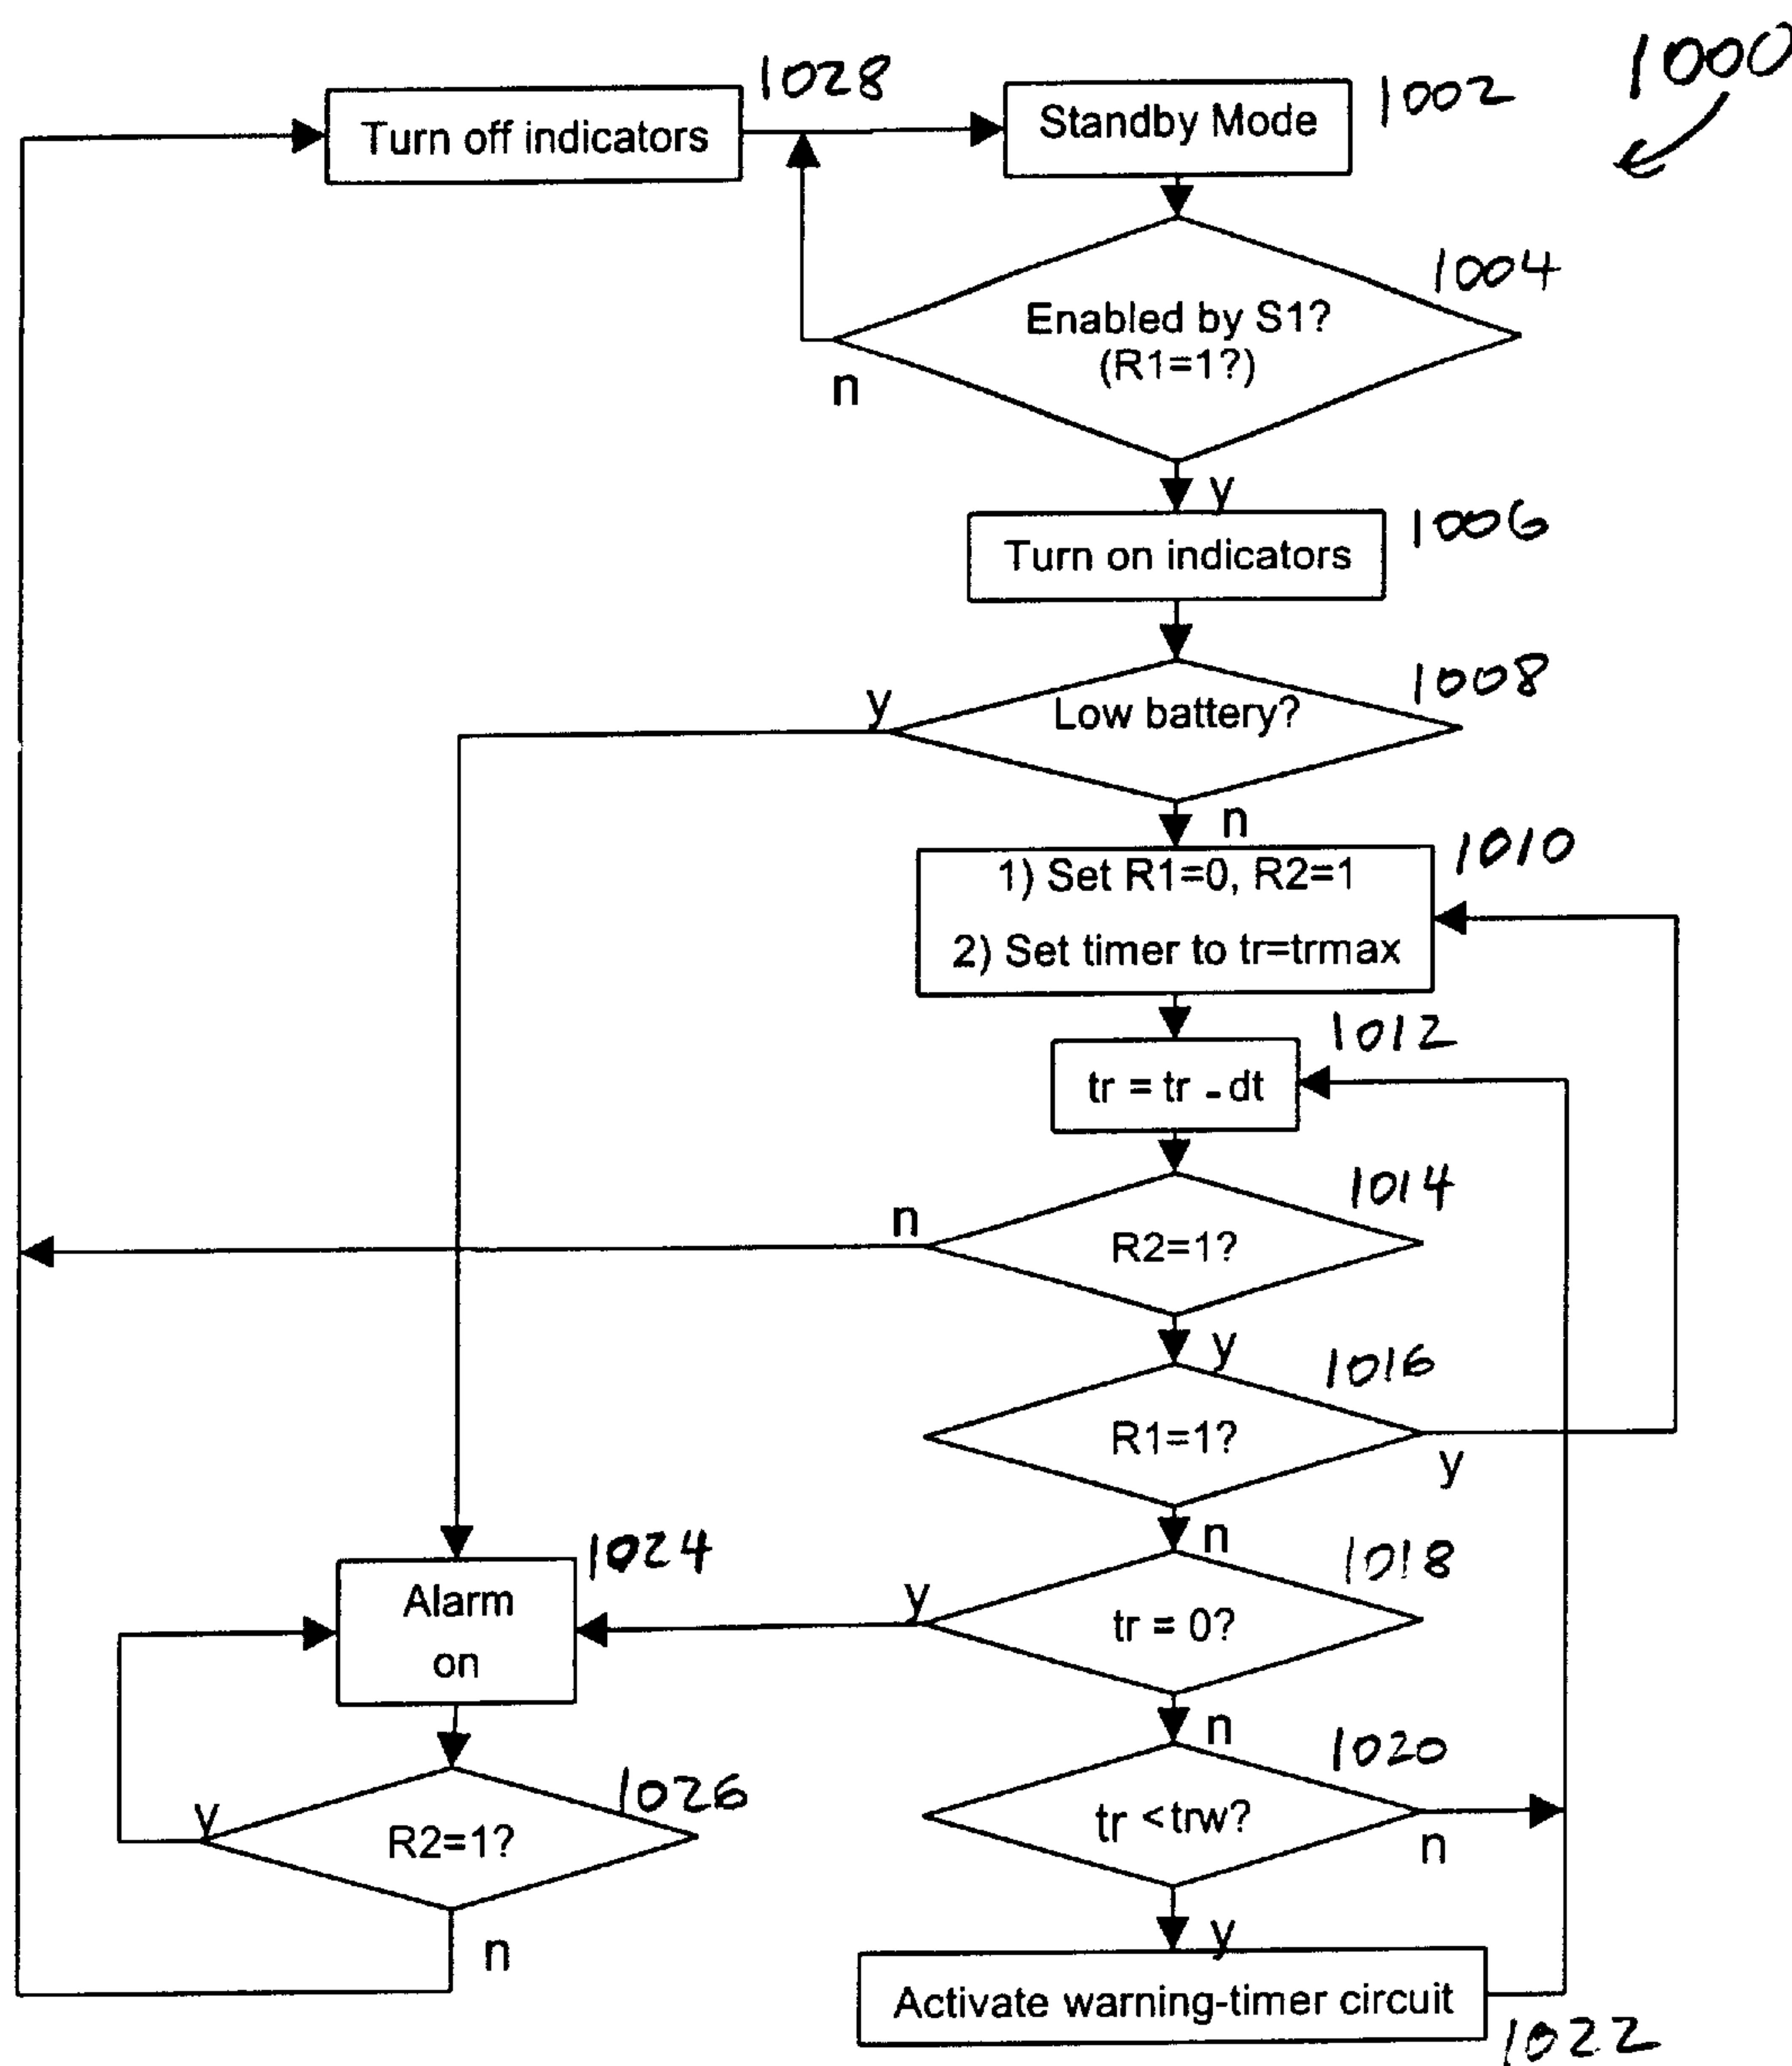 1000
1028
1002
Turn off indicators
Standby Mode
1004
Enabled by S1?
(R1=1?)
n
y
1006
Turn on indicators
1008
y
Low battery?
n
1010
1) Set R1=0, R2=1
2) Set timer to tr=trmax
1012
tr = tr - dt
1014
n
R2=1?
y
1016
R1=1?
y
n
1024
1018
Alarm
on
y
tr = 0?
n
1020
1026
y
R2=1?
tr < trw?
n
n
y
Activate warning-timer circuit
1022